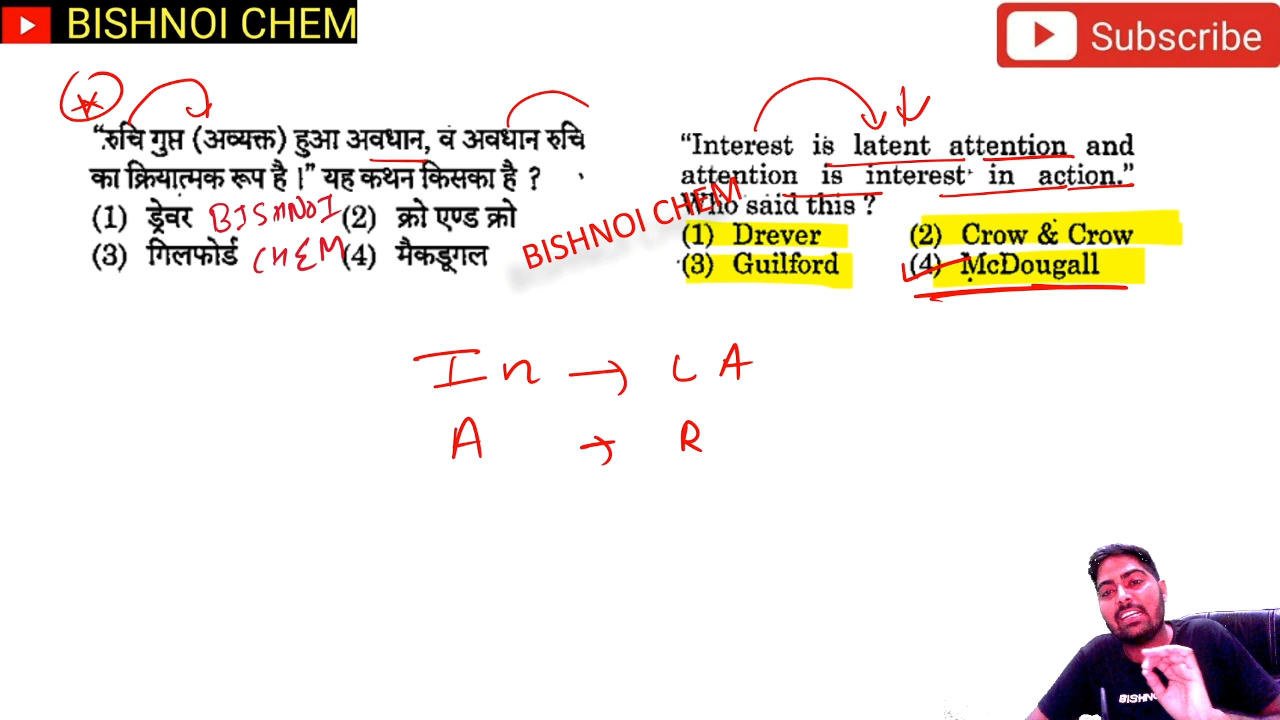 BISHNOI CHEM
Subscribe
“रुचि गुप्त (अव्यक्त) हुआ अवधान, व अवधान रुचि
का क्रियात्मक रूप है।” यह कथन किसका है ?
(1) ड्रेवर BISHNOI (2) क्रो एण्ड क्रो
(3) गिलफोर्ड CHEM (4) मैकडूगल
“Interest is latent attention and
attention is interest in action.”
Who said this ?
(1) Drever (2) Crow & Crow
(3) Guilford (4) McDougall
BISHNOI CHEM
In → L A
A → R